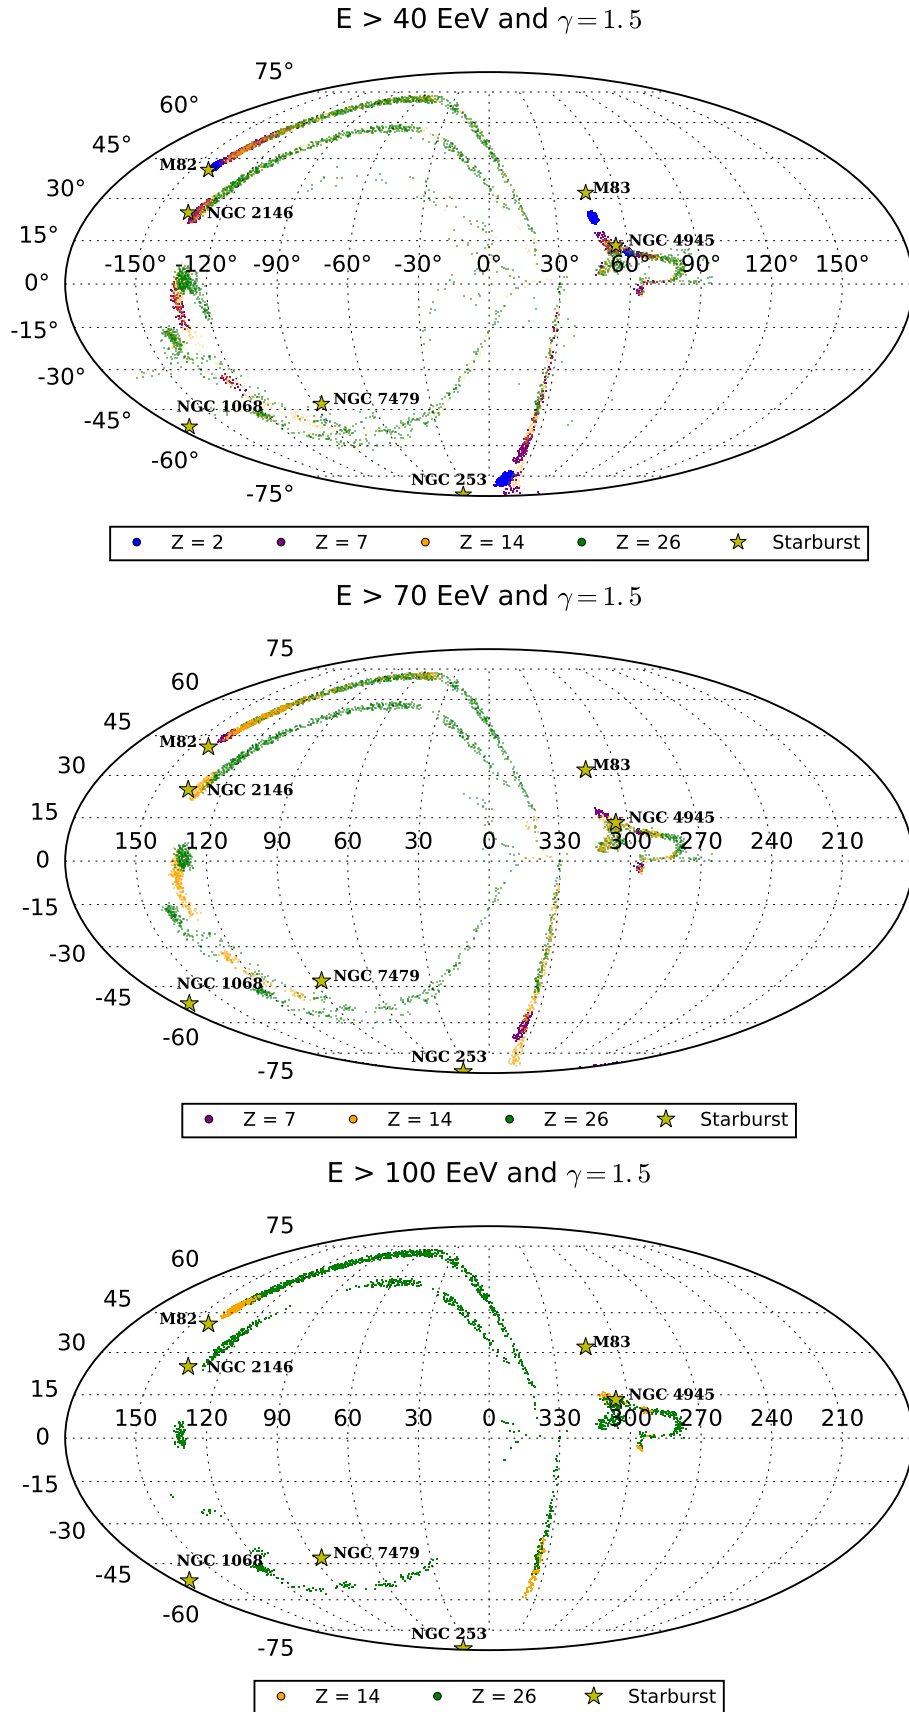 E > 40 EeV and γ = 1.5
75°
60°
45°
M82
30°
M83
NGC 2146
15°
NGC 4945
-150° -120° -90° -60° -30° 0° 30° 60° 90° 120° 150°
0°
-15°
-30°
NGC 7479
NGC 1068
-45°
-60°
NGC 253
-75°
Z = 2 Z = 7 Z = 14 Z = 26 Starburst
E > 70 EeV and γ = 1.5
75
60
45
M82
30
M83
NGC 2146
15
NGC 4945
150 120 90 60 30 0 330 300 270 240 210
0
-15
-30
NGC 7479
NGC 1068
-45
-60
NGC 253
-75
Z = 7 Z = 14 Z = 26 Starburst
E > 100 EeV and γ = 1.5
75
60
45
M82
30
M83
NGC 2146
15
NGC 4945
150 120 90 60 30 0 330 300 270 240 210
0
-15
-30
NGC 7479
NGC 1068
-45
-60
NGC 253
-75
Z = 14 Z = 26 Starburst